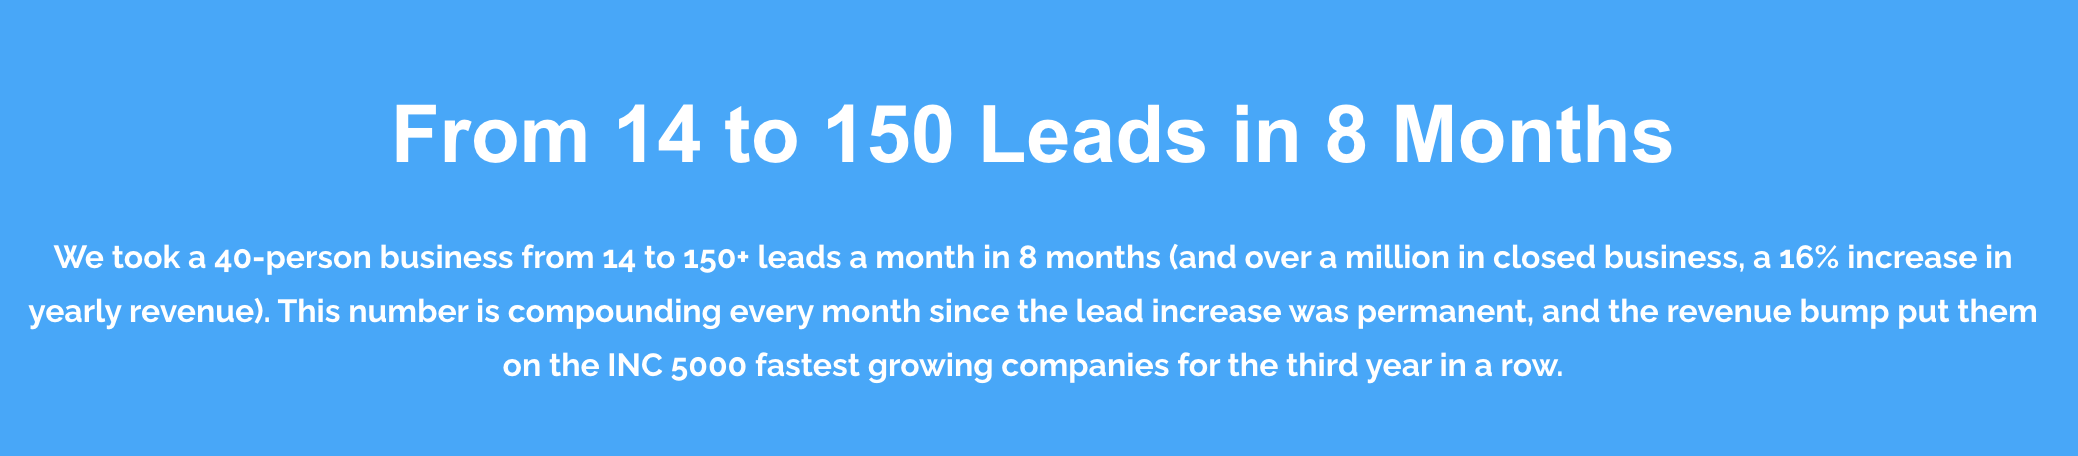 From 14 to 150 Leads in 8 Months
We took a 40-person business from 14 to 150+ leads a month in 8 months (and over a million in closed business, a 16% increase in
yearly revenue). This number is compounding every month since the lead increase was permanent, and the revenue bump put them
on the INC 5000 fastest growing companies for the third year in a row.